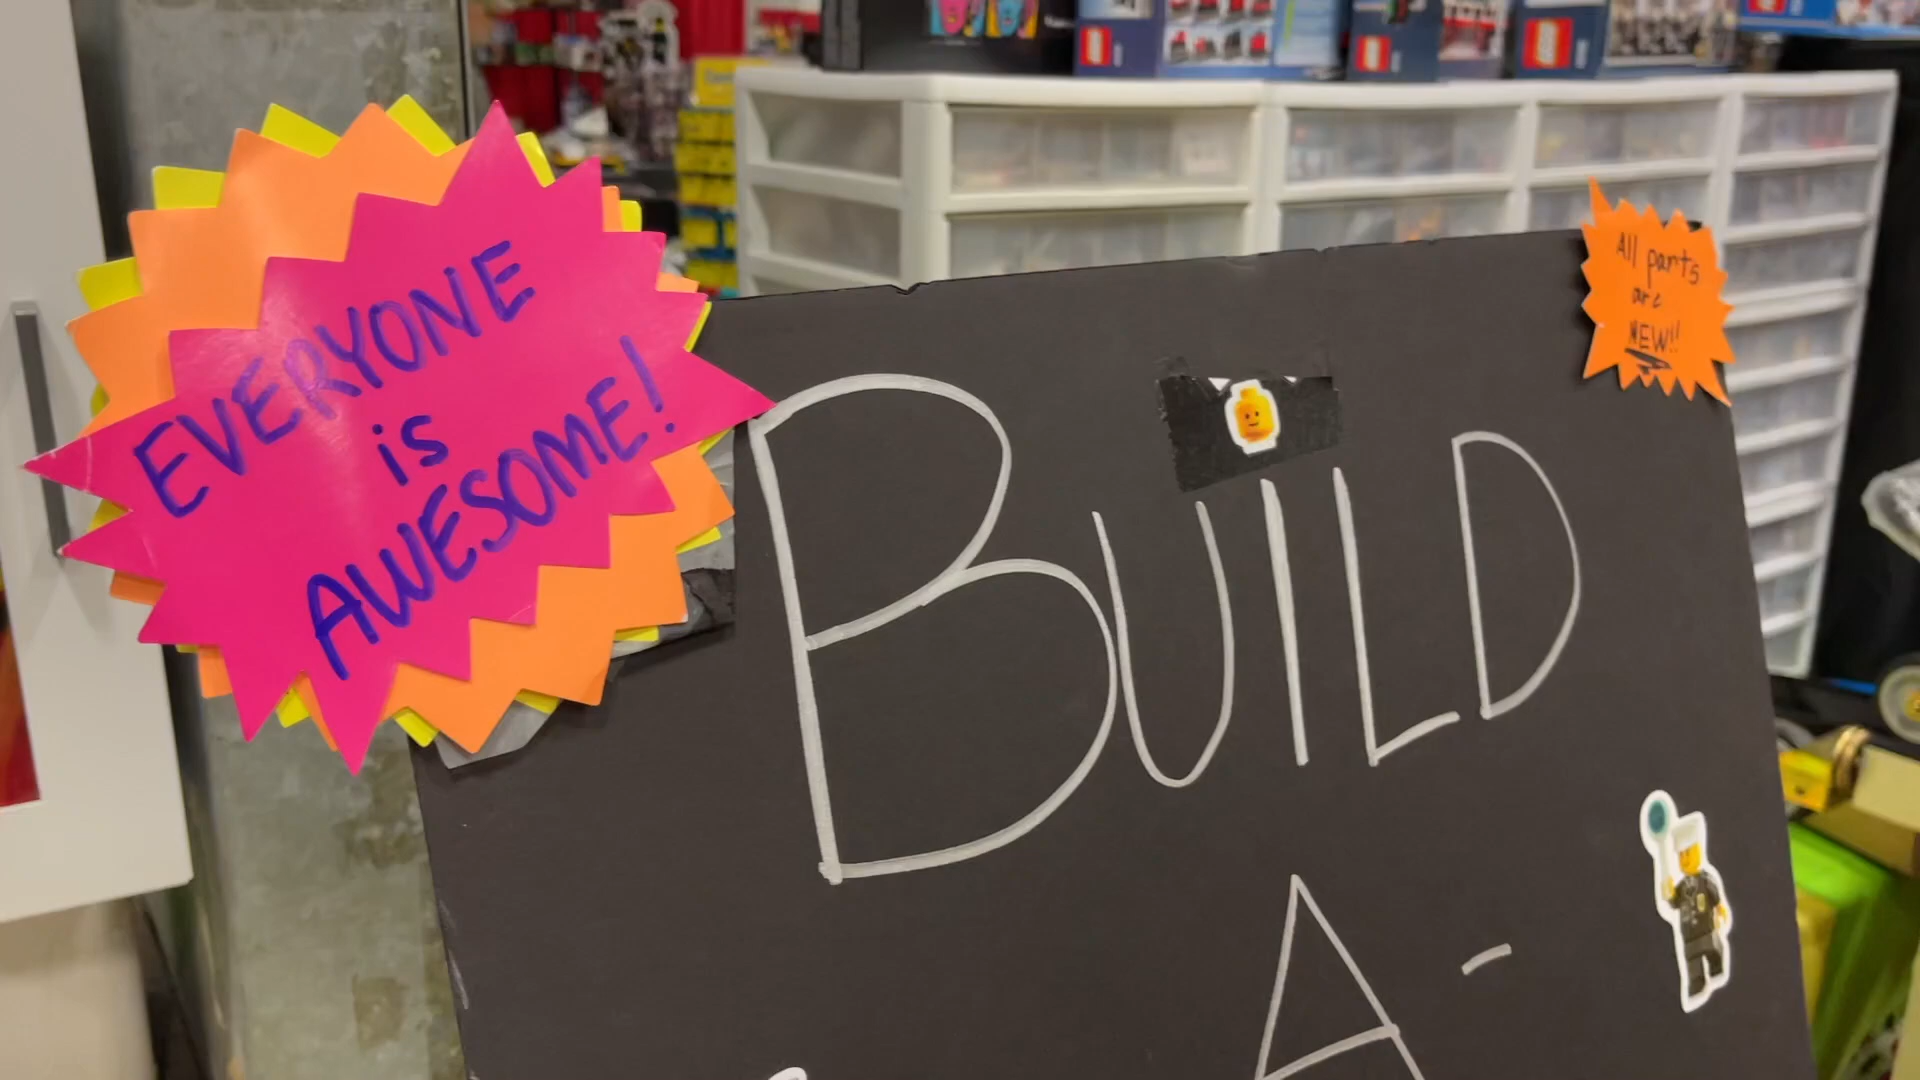 EVERYONE
is
AWESOME!
All parts
are
NEW!!
BUILD
A-